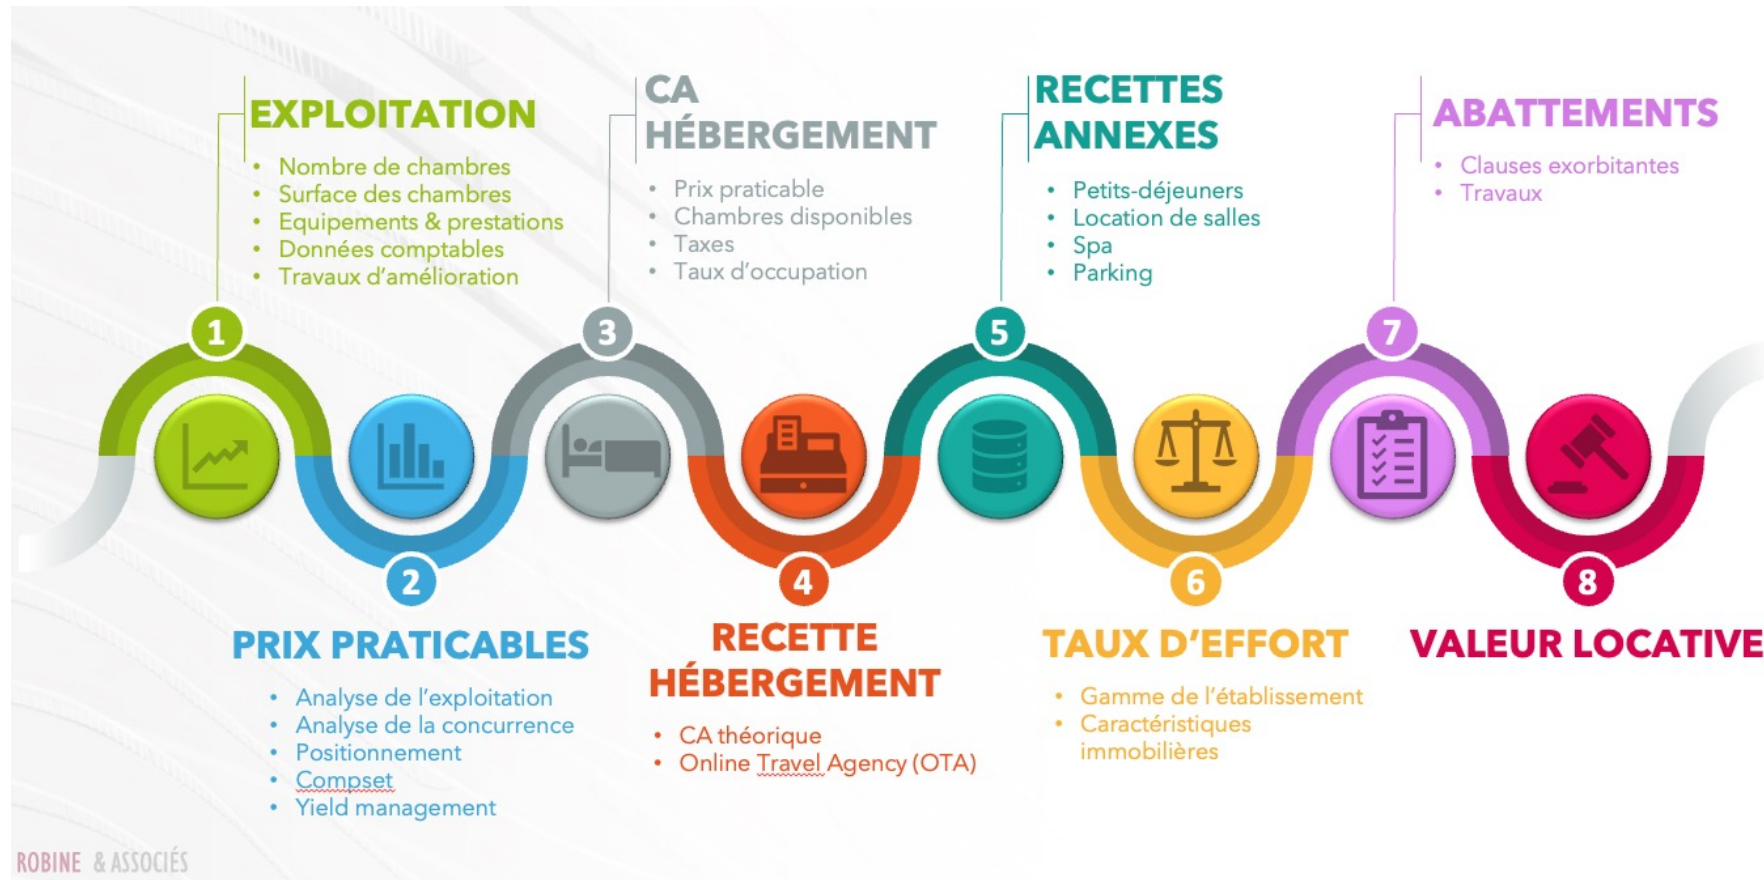 1
EXPLOITATION
• Nombre de chambres
• Surface des chambres
• Equipements & prestations
• Données comptables
• Travaux d'amélioration
2
PRIX PRATICABLES
• Analyse de l'exploitation
• Analyse de la concurrence
• Positionnement
• Compset
• Yield management
3
CA
HÉBERGEMENT
• Prix praticable
• Chambres disponibles
• Taxes
• Taux d'occupation
4
RECETTE
HÉBERGEMENT
• CA théorique
• Online Travel Agency (OTA)
5
RECETTES
ANNEXES
• Petits-déjeuners
• Location de salles
• Spa
• Parking
6
TAUX D'EFFORT
• Gamme de l'établissement
• Caractéristiques
immobilières
7
ABATTEMENTS
• Clauses exorbitantes
• Travaux
8
VALEUR LOCATIVE
ROBINE & ASSOCIÉS